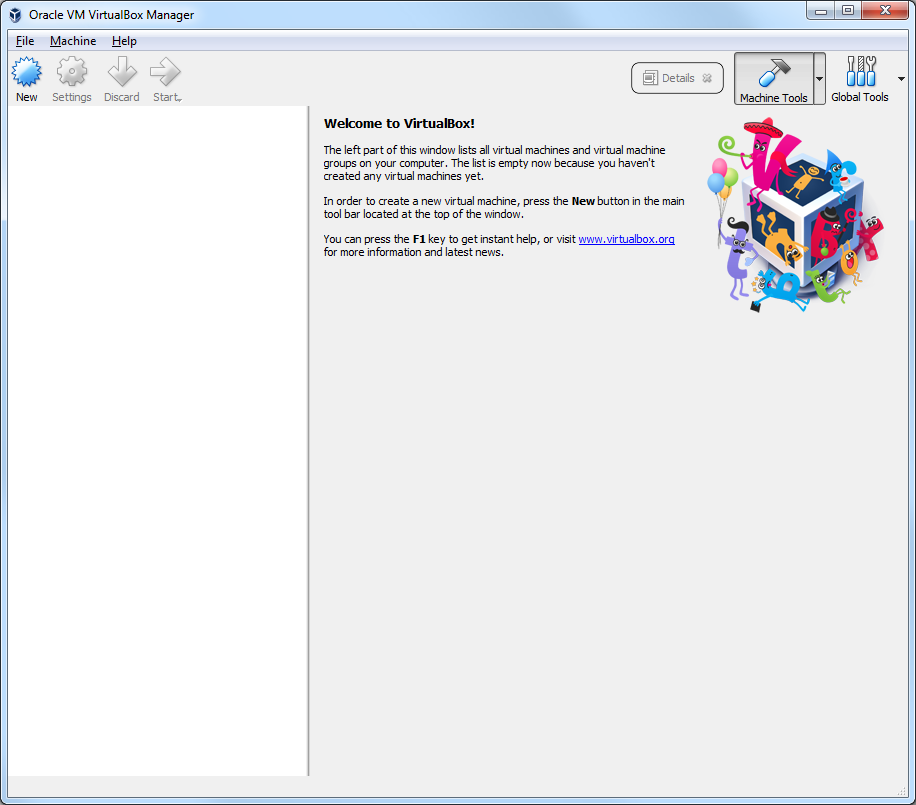 Oracle VM VirtualBox Manager
File Machine Help
New Settings Discard Start
Details Machine Tools Global Tools
Welcome to VirtualBox!
The left part of this window lists all virtual machines and virtual machine
groups on your computer. The list is empty now because you haven't
created any virtual machines yet.
In order to create a new virtual machine, press the New button in the main
tool bar located at the top of the window.
You can press the F1 key to get instant help, or visit www.virtualbox.org
for more information and latest news.